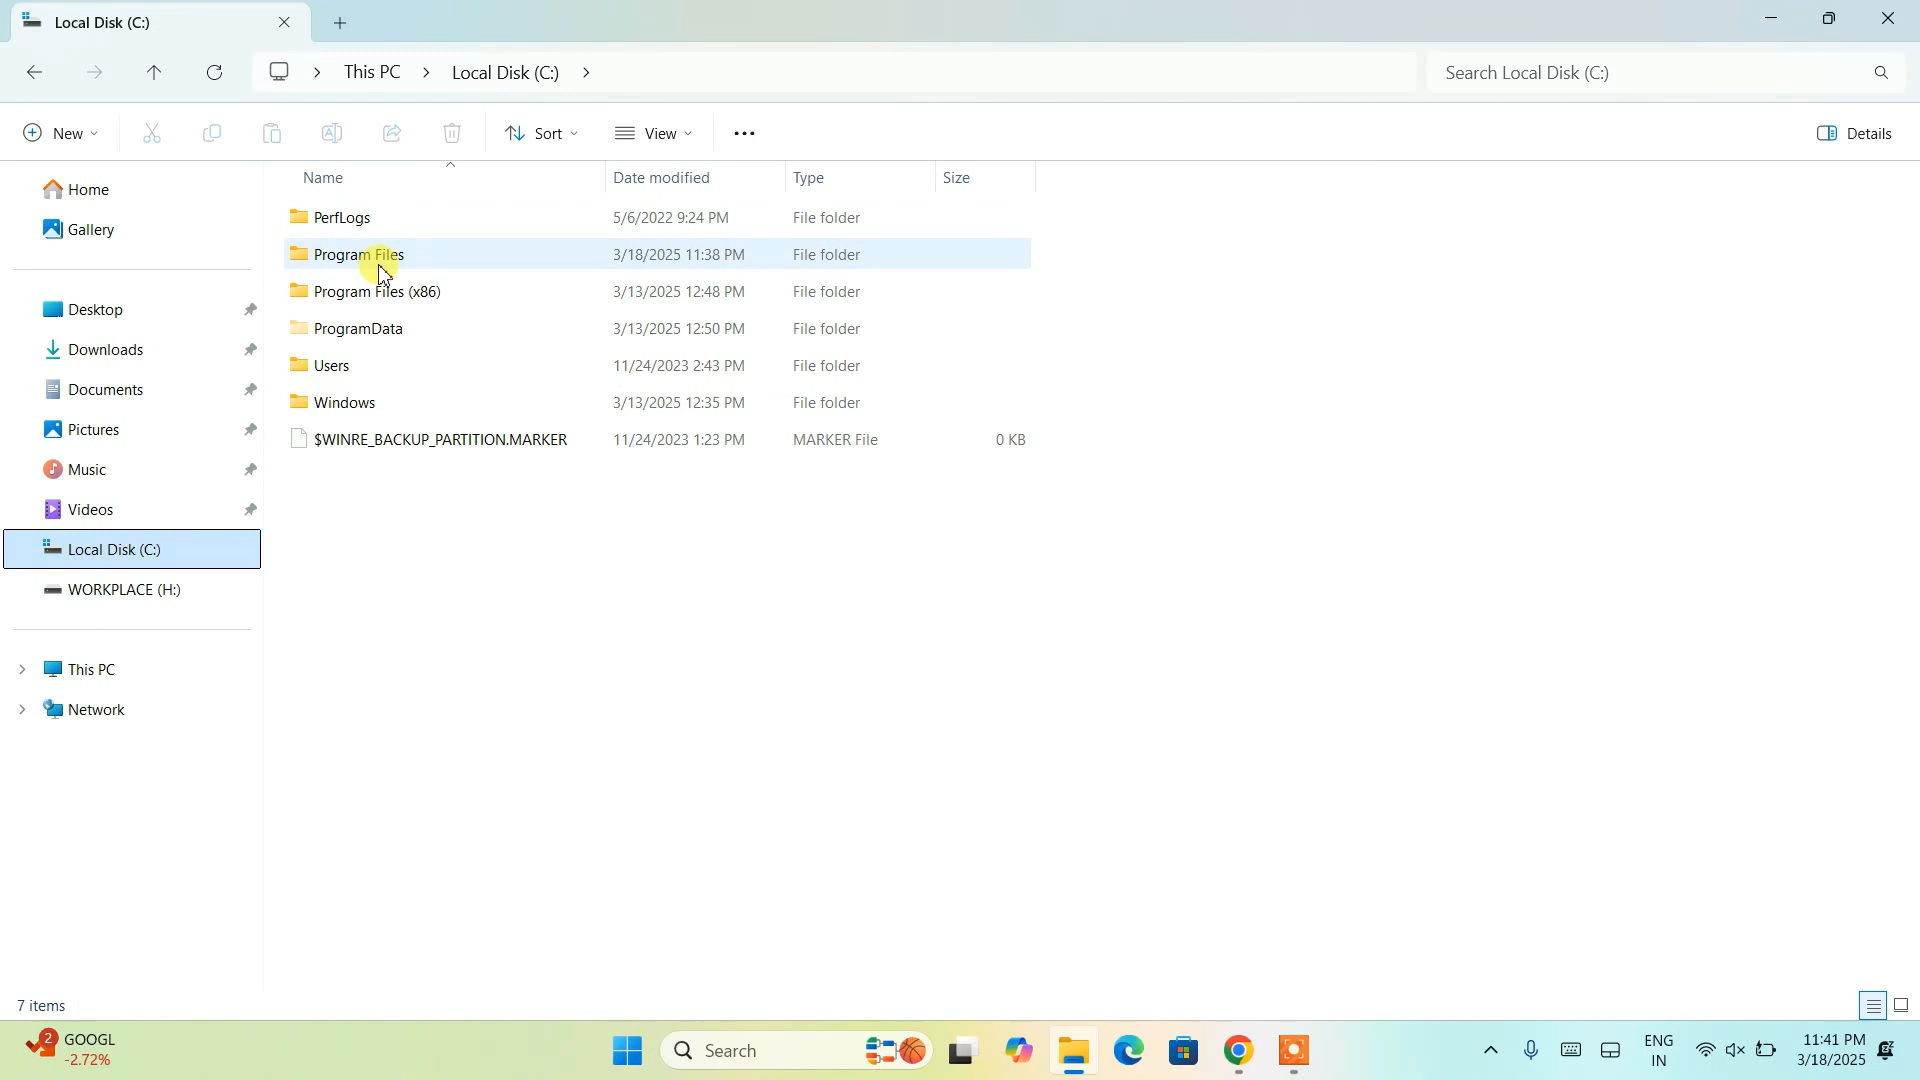 Local Disk (C:)
This PC > Local Disk (C:) >
Search Local Disk (C:)
New
Sort
View
Details
Home
Gallery
Desktop
Downloads
Documents
Pictures
Music
Videos
Local Disk (C:)
WORKPLACE (H:)
This PC
Network
Name Date modified Type Size
PerfLogs 5/6/2022 9:24 PM File folder
Program Files 3/18/2025 11:38 PM File folder
Program Files (x86) 3/13/2025 12:48 PM File folder
ProgramData 3/13/2025 12:50 PM File folder
Users 11/24/2023 2:43 PM File folder
Windows 3/13/2025 12:35 PM File folder
$WINRE_BACKUP_PARTITION.MARKER 11/24/2023 1:23 PM MARKER File 0 KB
7 items
2
GOOGL
-2.72%
Search
ENG
IN
11:41 PM
3/18/2025